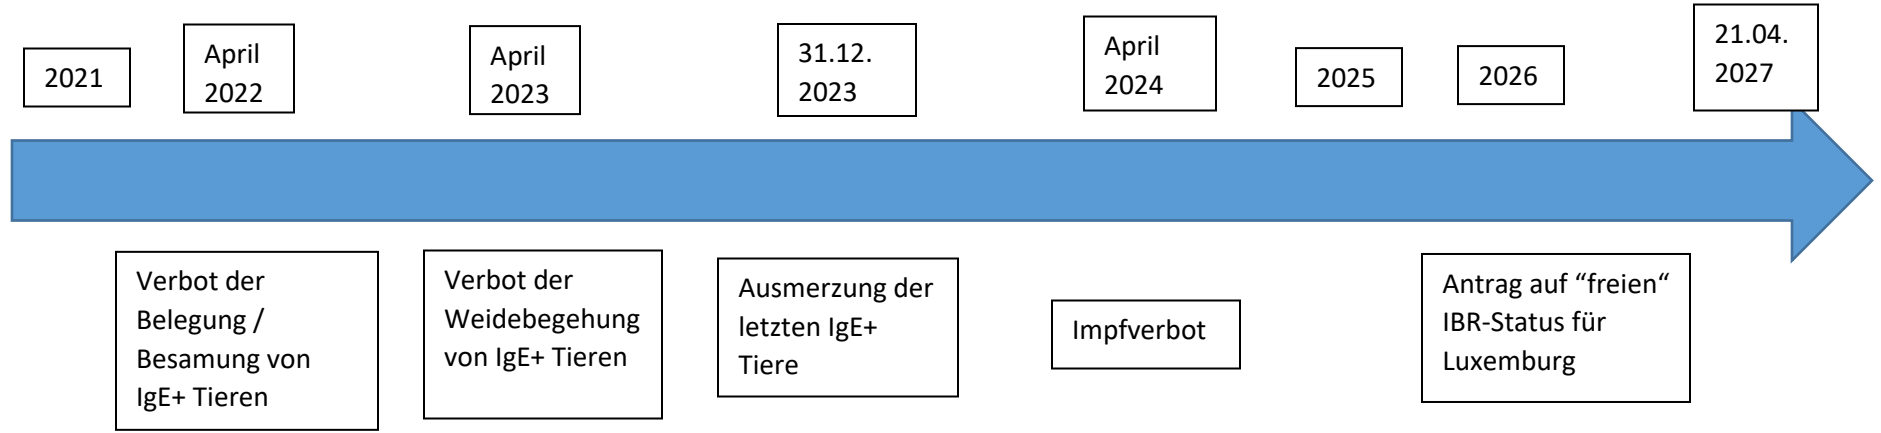 2021
April
2022
April
2023
31.12.
2023
April
2024
2025
2026
21.04.
2027
Verbot der
Belegung /
Besamung von
IgE+ Tieren
Verbot der
Weidebegehung
von IgE+ Tieren
Ausmerzung der
letzten IgE+
Tiere
Impfverbot
Antrag auf “freien“
IBR-Status für
Luxemburg